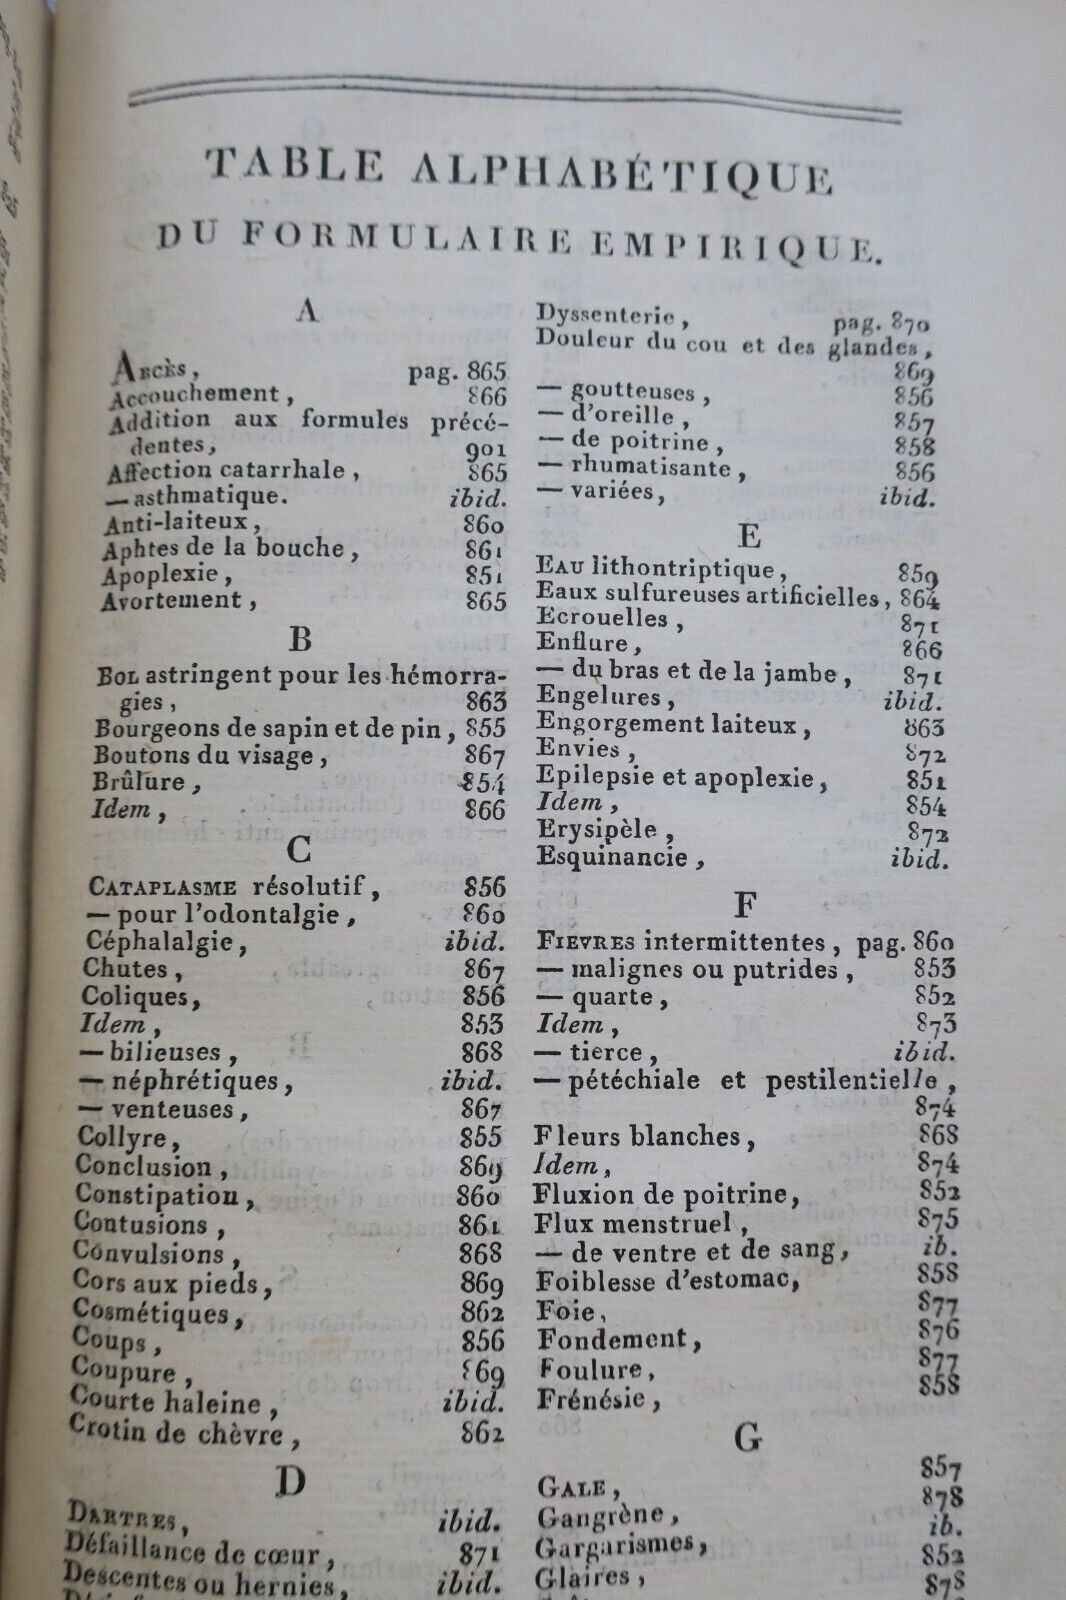 TABLE ALPHABÉTIQUE
DU FORMULAIRE EMPIRIQUE.
A
ABCÈS, pag. 865
Accouchement, 866
Addition aux formules précé-
dentes, 901
Affection catarrhale, 865
— asthmatique. ibid.
Anti-laiteux, 860
Aphtes de la bouche, 861
Apoplexie, 851
Avortement, 865
B
BOL astringent pour les hémorra-
gies, 863
Bourgeons de sapin et de pin, 855
Boutons du visage, 867
Brûlure, 854
Idem, 866
C
CATAPLASME résolutif, 856
— pour l'odontalgie, 860
Céphalalgie, ibid.
Chutes, 867
Coliques, 856
Idem, 853
— bilieuses, 868
— néphrétiques, ibid.
— venteuses, 867
Collyre, 855
Conclusion, 869
Constipation, 860
Contusions, 861
Convulsions, 868
Cors aux pieds, 869
Cosmétiques, 862
Coups, 856
Coupure, 869
Courte haleine, ibid.
Crotin de chèvre, 862
D
DARTRES, ibid.
Défaillance de cœur, 871
Descentes ou hernies, ibid.
Dyssenterie, pag. 870
Douleur du cou et des glandes,
869
— goutteuses, 856
— d'oreille, 857
— de poitrine, 858
— rhumatisante, 856
— variées, ibid.
E
EAU lithontriptique, 859
Eaux sulfureuses artificielles, 864
Ecrouelles, 871
Enflure, 866
— du bras et de la jambe, 871
Engelures, ibid.
Engorgement laiteux, 863
Envies, 872
Epilepsie et apoplexie, 851
Idem, 854
Erysipèle, 872
Esquinancie, ibid.
F
FIEVRES intermittentes, pag. 860
— malignes ou putrides, 853
— quarte, 852
Idem, 873
— tierce, ibid.
— pétéchiale et pestilentielle,
874
Fleurs blanches, 868
Idem, 874
Fluxion de poitrine, 852
Flux menstruel, 875
— de ventre et de sang, ib.
Foiblesse d'estomac, 858
Foie, 877
Fondement, 876
Foulure, 877
Frénésie, 858
G
GALE, 857
Gangrène, 878
Gargarismes, ib.
Glaires, 852
878